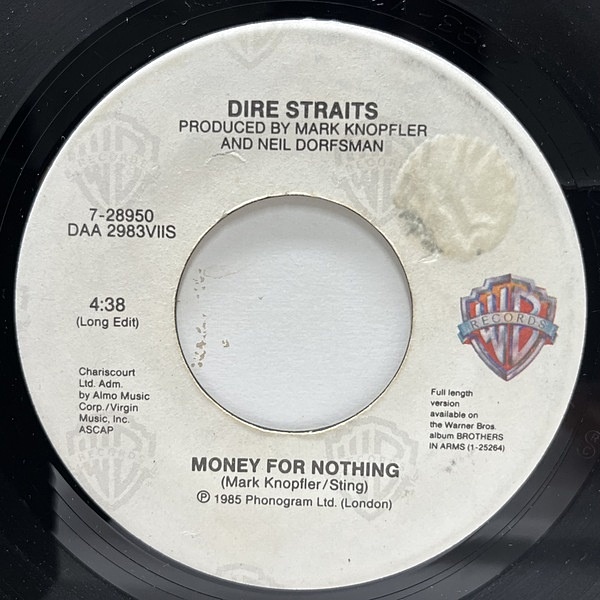 DIRE STRAITS
PRODUCED BY MARK KNOPFLER
AND NEIL DORFSMAN
7-28950
DAA 2983VIIS
4:38
(Long Edit)
Chariscourt
Ltd. Adm.
by Almo Music
Corp./Virgin
Music, Inc.
ASCAP
WB
RECORDS
Full length
version
available on
the Warner Bros.
album BROTHERS
IN ARMS (1-25264)
MONEY FOR NOTHING
(Mark Knopfler/Sting)
℗ 1985 Phonogram Ltd. (London)